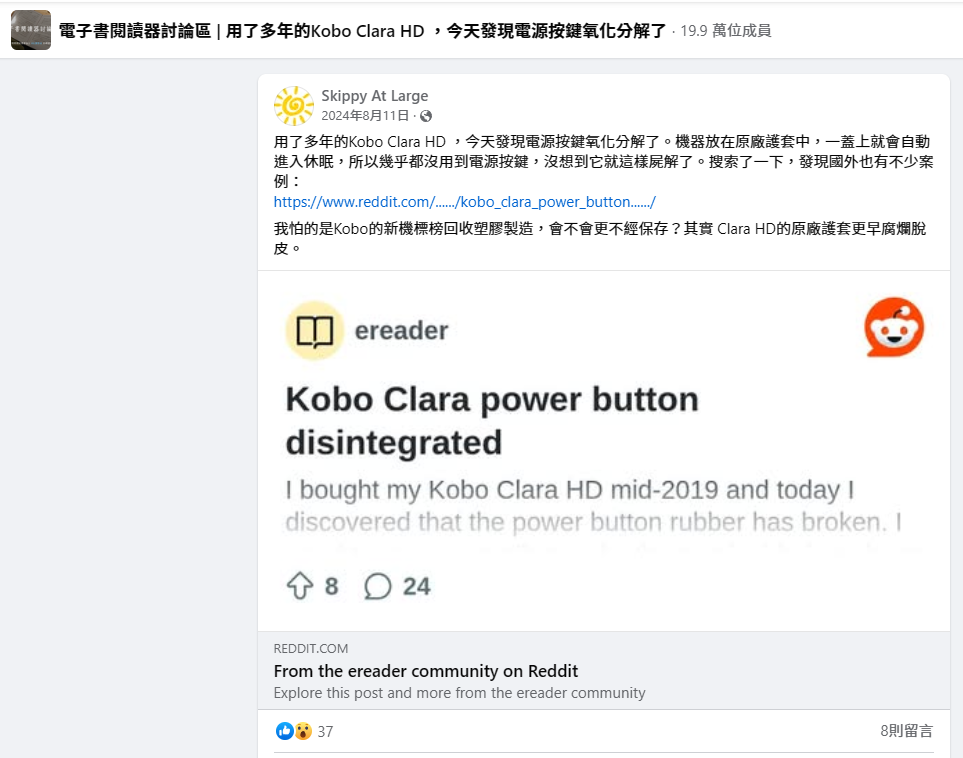 電子書閱讀器討論區 | 用了多年的Kobo Clara HD ，今天發現電源按鍵氧化分解了 · 19.9 萬位成員
Skippy At Large
2024年8月11日 ·
用了多年的Kobo Clara HD ，今天發現電源按鍵氧化分解了。機器放在原廠護套中，一蓋上就會自動
進入休眠，所以幾乎都沒用到電源按鍵，沒想到它就這樣屍解了。搜索了一下，發現國外也有不少案
例：
https://www.reddit.com/....../kobo_clara_power_button....../
我怕的是Kobo的新機標榜回收塑膠製造，會不會更不經保存？其實 Clara HD的原廠護套更早腐爛脫
皮。
ereader
Kobo Clara power button
disintegrated
I bought my Kobo Clara HD mid-2019 and today I
discovered that the power button rubber has broken. I
8 24
REDDIT.COM
From the ereader community on Reddit
Explore this post and more from the ereader community
37
8則留言